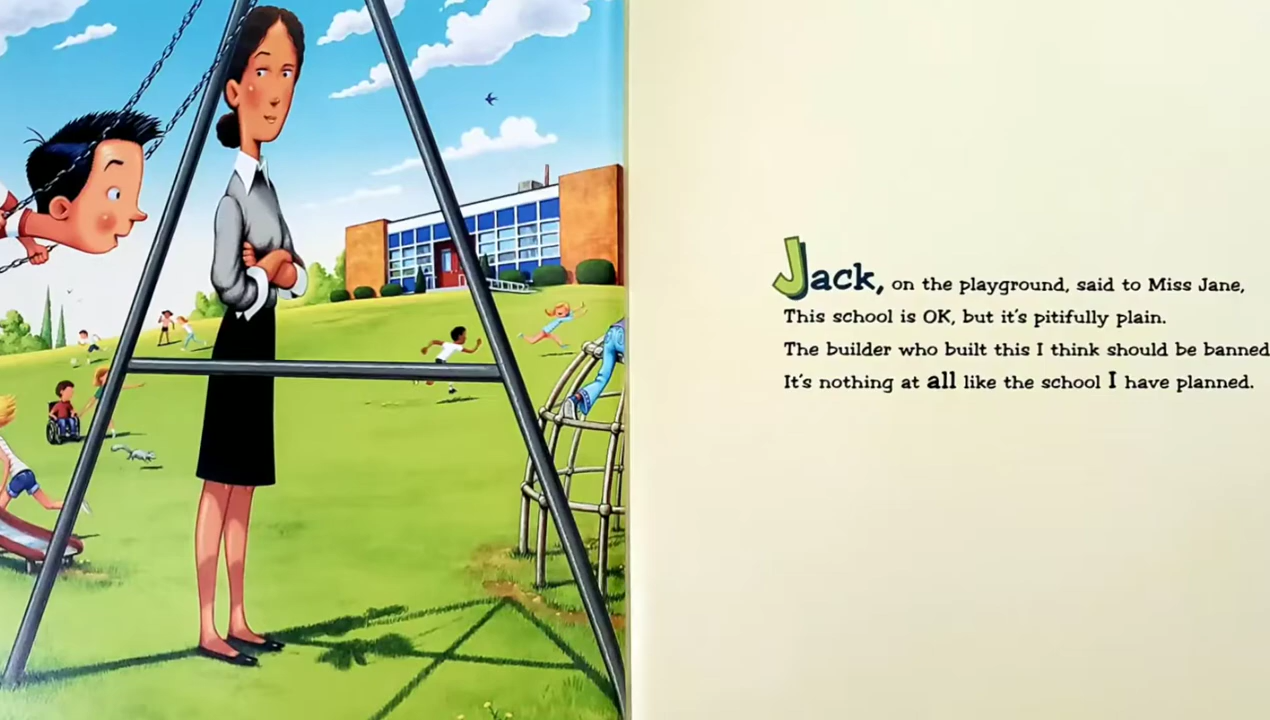 Jack, on the playground, said to Miss Jane,
This school is OK, but it's pitifully plain.
The builder who built this I think should be banned
It's nothing at all like the school I have planned.